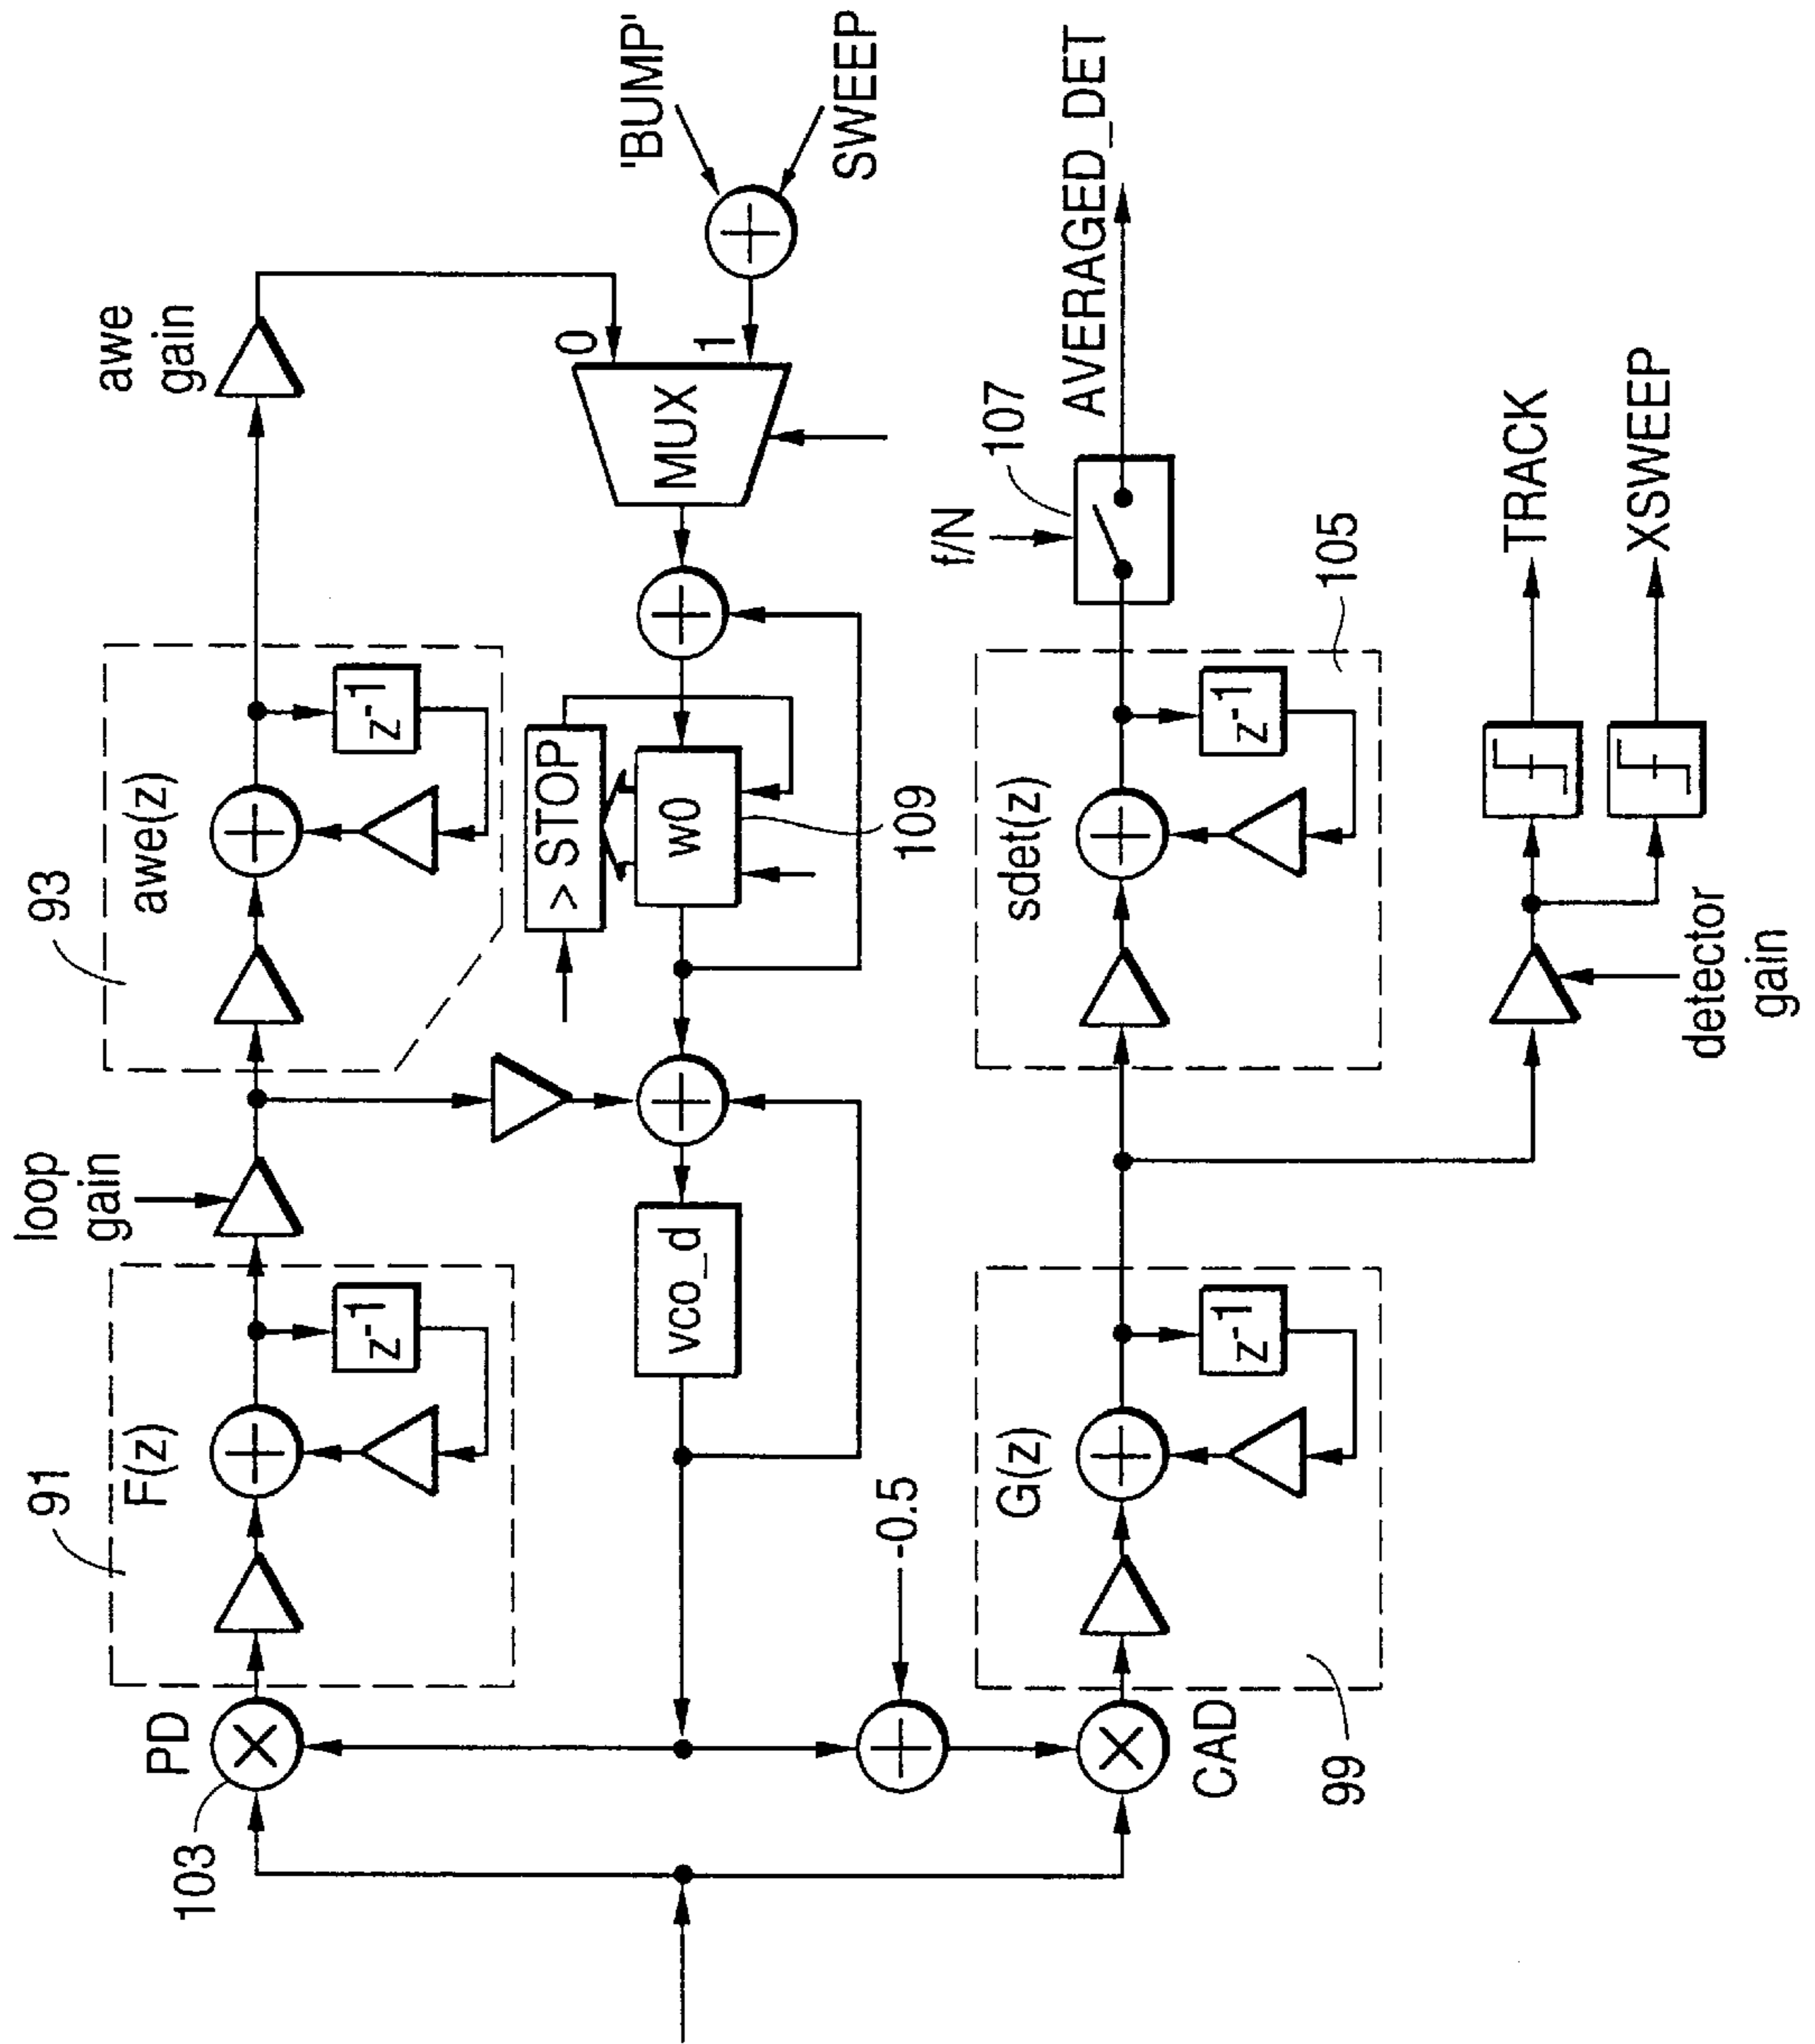 loop
gain
awe
gain
91
F(z)
93
awe(z)
z-1
z-1
PD
103
'BUMP'
SWEEP
0
1
MUX
> STOP
w0
109
vco_d
-0.5
f/N
107
AVERAGED_DET
G(z)
sdet(z)
z-1
z-1
105
CAD
99
TRACK
XSWEEP
detector
gain